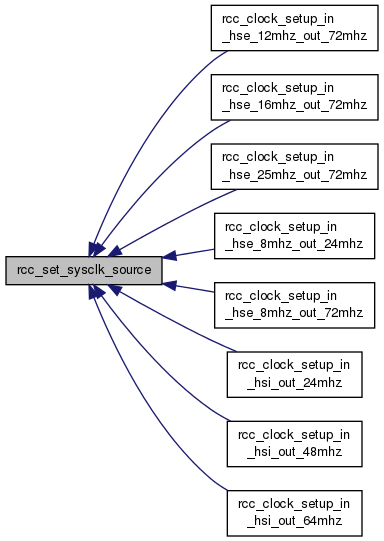 rcc_clock_setup_in
_hse_12mhz_out_72mhz
rcc_clock_setup_in
_hse_16mhz_out_72mhz
rcc_clock_setup_in
_hse_25mhz_out_72mhz
rcc_clock_setup_in
_hse_8mhz_out_24mhz
rcc_set_sysclk_source
rcc_clock_setup_in
_hse_8mhz_out_72mhz
rcc_clock_setup_in
_hsi_out_24mhz
rcc_clock_setup_in
_hsi_out_48mhz
rcc_clock_setup_in
_hsi_out_64mhz